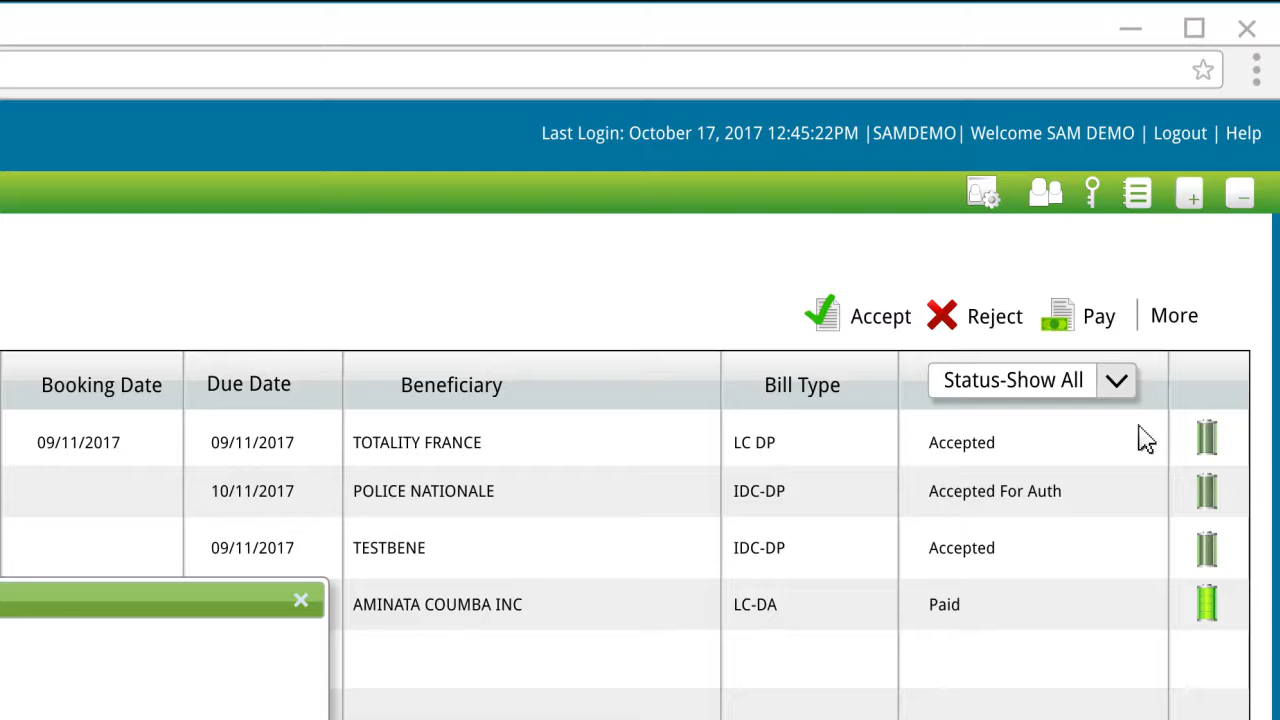 Last Login: October 17, 2017 12:45:22PM |SAMDEMO| Welcome SAM DEMO | Logout | Help
Accept Reject Pay More
Booking Date Due Date Beneficiary Bill Type Status-Show All
09/11/2017 09/11/2017 TOTALITY FRANCE LC DP Accepted
10/11/2017 POLICE NATIONALE IDC-DP Accepted For Auth
09/11/2017 TESTBENE IDC-DP Accepted
AMINATA COUMBA INC LC-DA Paid